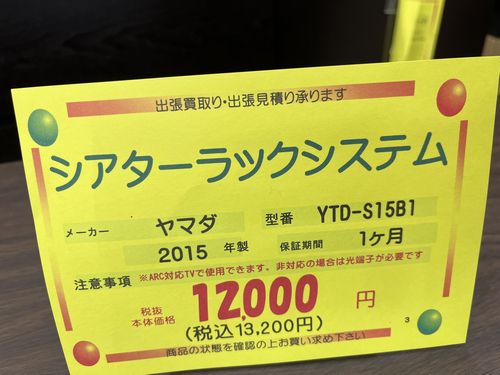 出張買取り・出張見積り承ります
シアターラックシステム
メーカー ヤマダ 型番 YTD-S15B1
2015 年製 保証期間 1ケ月
注意事項 ※ARC対応TVで使用できます。非対応の場合は光端子が必要です
税抜
本体価格 12,000 円
(税込13,200円)
3
商品の状態を確認の上お買い求め下さい